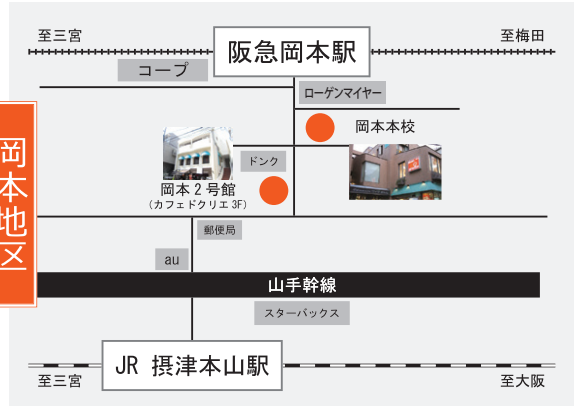 至三宮
至梅田
阪急岡本駅
コープ
ローゲンマイヤー
岡本本校
ドンク
岡本2号館
(カフェドクリエ3F)
岡本地区
郵便局
au
山手幹線
スターバックス
JR 摂津本山駅
至三宮
至大阪